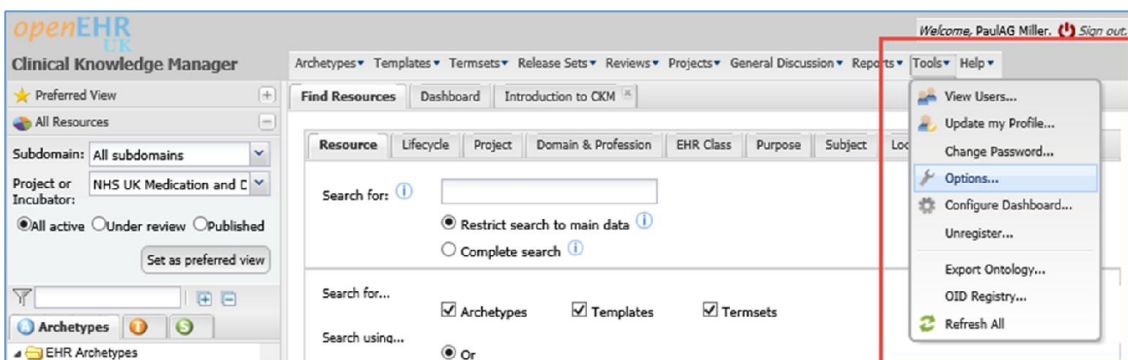 openEHR
UK
Welcome, PaulAG Miller. Sign out.
Clinical Knowledge Manager
Archetypes Templates Termsets Release Sets Reviews Projects General Discussion Reports Tools Help
Preferred View
All Resources
Subdomain: All subdomains
Project or Incubator: NHS UK Medication and
All active Under review Published
Set as preferred view
Archetypes T S
EHR Archetypes
Find Resources Dashboard Introduction to CKM
Resource Lifecycle Project Domain & Profession EHR Class Purpose Subject Loc
Search for:
Restrict search to main data
Complete search
Search for...
Archetypes Templates Termsets
Search using...
Or
View Users...
Update my Profile...
Change Password...
Options...
Configure Dashboard...
Unregister...
Export Ontology...
OID Registry...
Refresh All